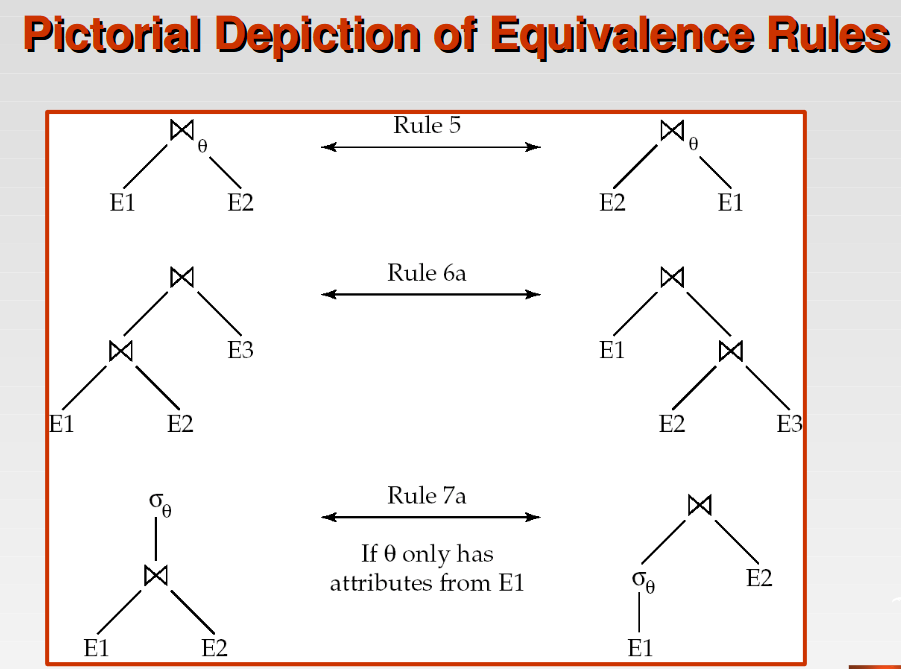 Pictorial Depiction of Equivalence Rules
⋈θ
Rule 5
⋈θ
E1 E2
E2 E1
⋈
Rule 6a
⋈
⋈ E3
E1 ⋈
E1 E2
E2 E3
σθ
Rule 7a
⋈
If θ only has
attributes from E1
⋈
σθ E2
E1 E2
E1